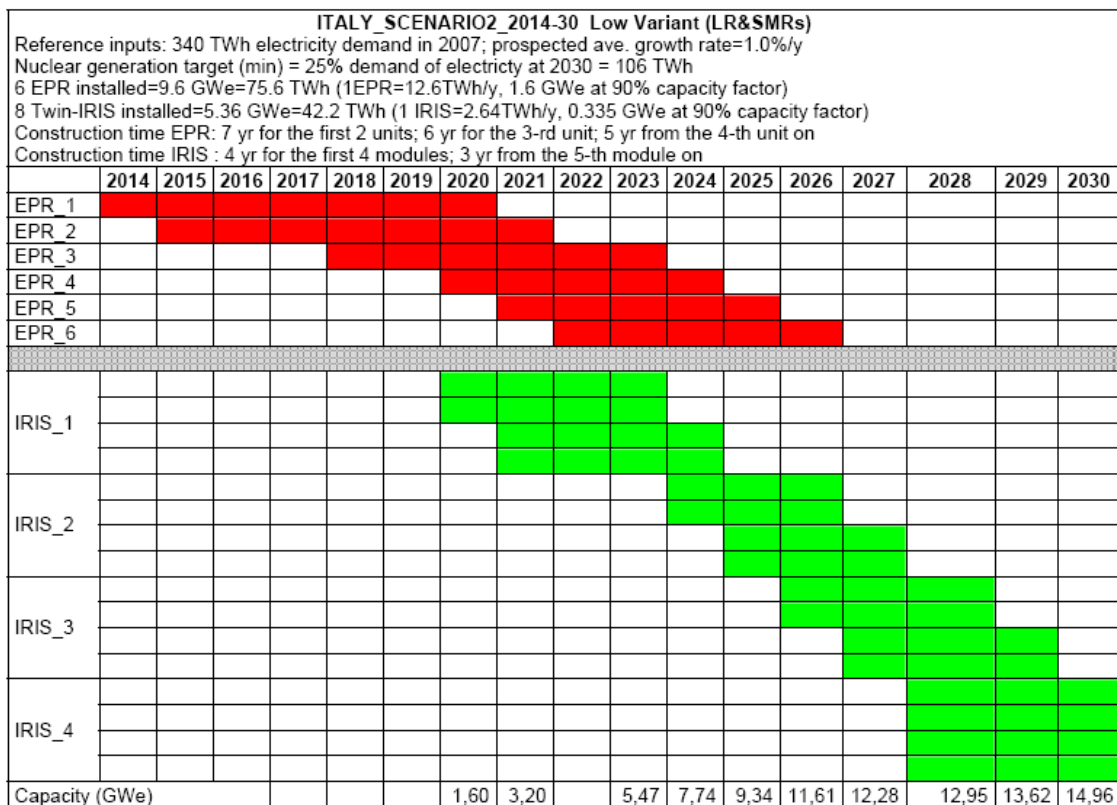 ITALY_SCENARIO2_2014-30 Low Variant (LR&SMRs)
Reference inputs: 340 TWh electricity demand in 2007; prospected ave. growth rate=1.0%/y
Nuclear generation target (min) = 25% demand of electricty at 2030 = 106 TWh
6 EPR installed=9.6 GWe=75.6 TWh (1EPR=12.6TWh/y, 1.6 GWe at 90% capacity factor)
8 Twin-IRIS installed=5.36 GWe=42.2 TWh (1 IRIS=2.64TWh/y, 0.335 GWe at 90% capacity factor)
Construction time EPR: 7 yr for the first 2 units; 6 yr for the 3-rd unit; 5 yr from the 4-th unit on
Construction time IRIS : 4 yr for the first 4 modules; 3 yr from the 5-th module on
2014 2015 2016 2017 2018 2019 2020 2021 2022 2023 2024 2025 2026 2027 2028 2029 2030
EPR_1
EPR_2
EPR_3
EPR_4
EPR_5
EPR_6
IRIS_1
IRIS_2
IRIS_3
IRIS_4
Capacity (GWe) 1,60 3,20 5,47 7,74 9,34 11,61 12,28 12,95 13,62 14,96